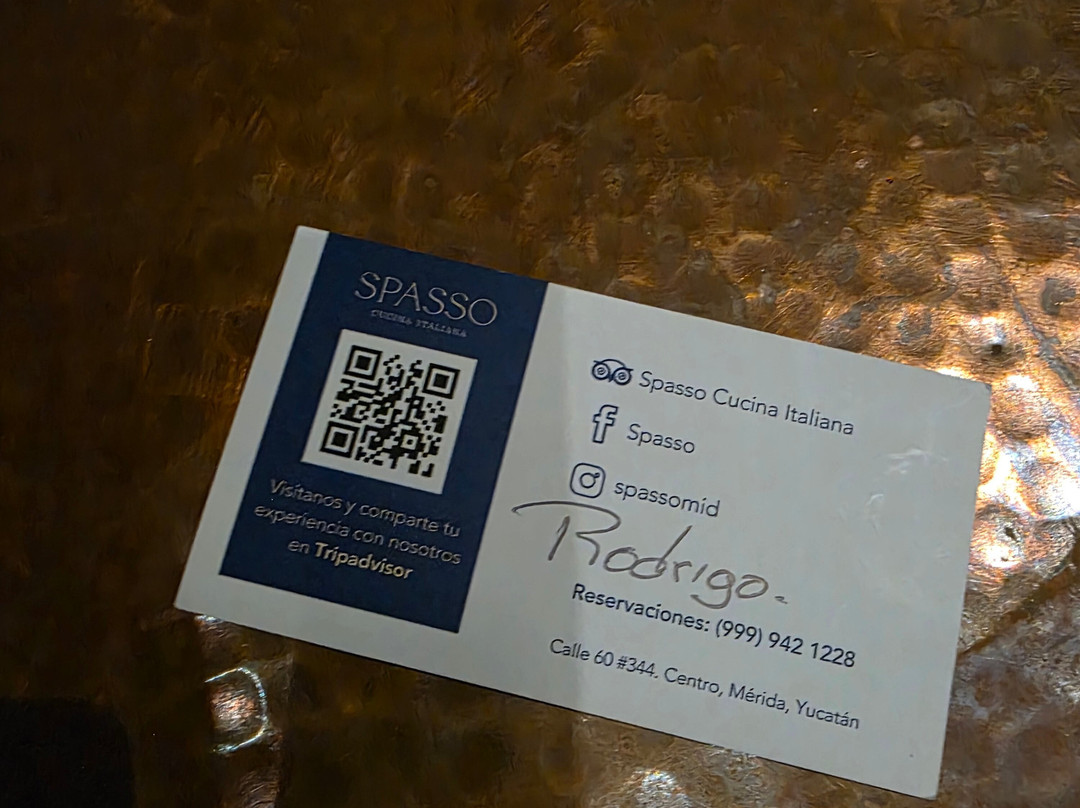 SPASSO
CUCINA ITALIANA
Visítanos y comparte tu
experiencia con nosotros
en Tripadvisor
Spasso Cucina Italiana
Spasso
spassomid
Rodrigo.
Reservaciones: (999) 942 1228
Calle 60 #344. Centro, Mérida, Yucatán